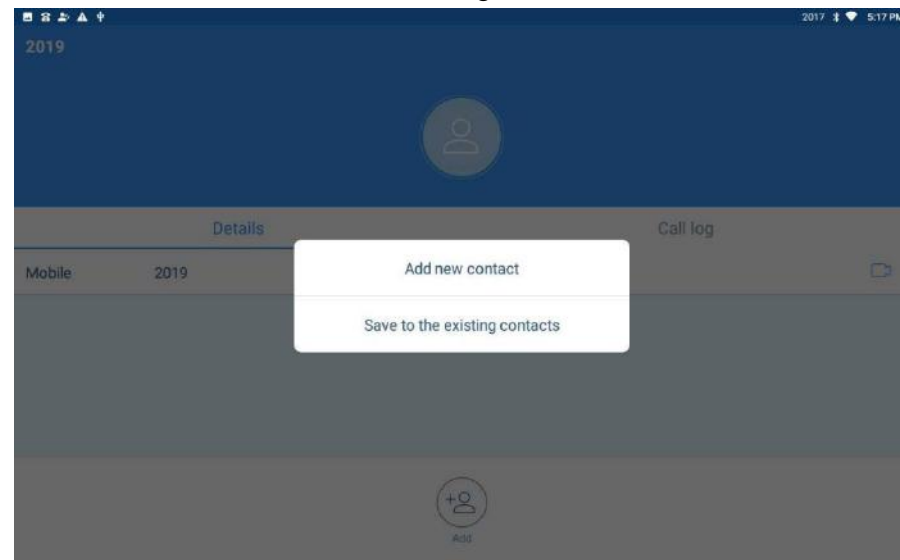 2017 5:17 PM
2019
Details Call log
Mobile 2019
Add new contact
Save to the existing contacts
Add